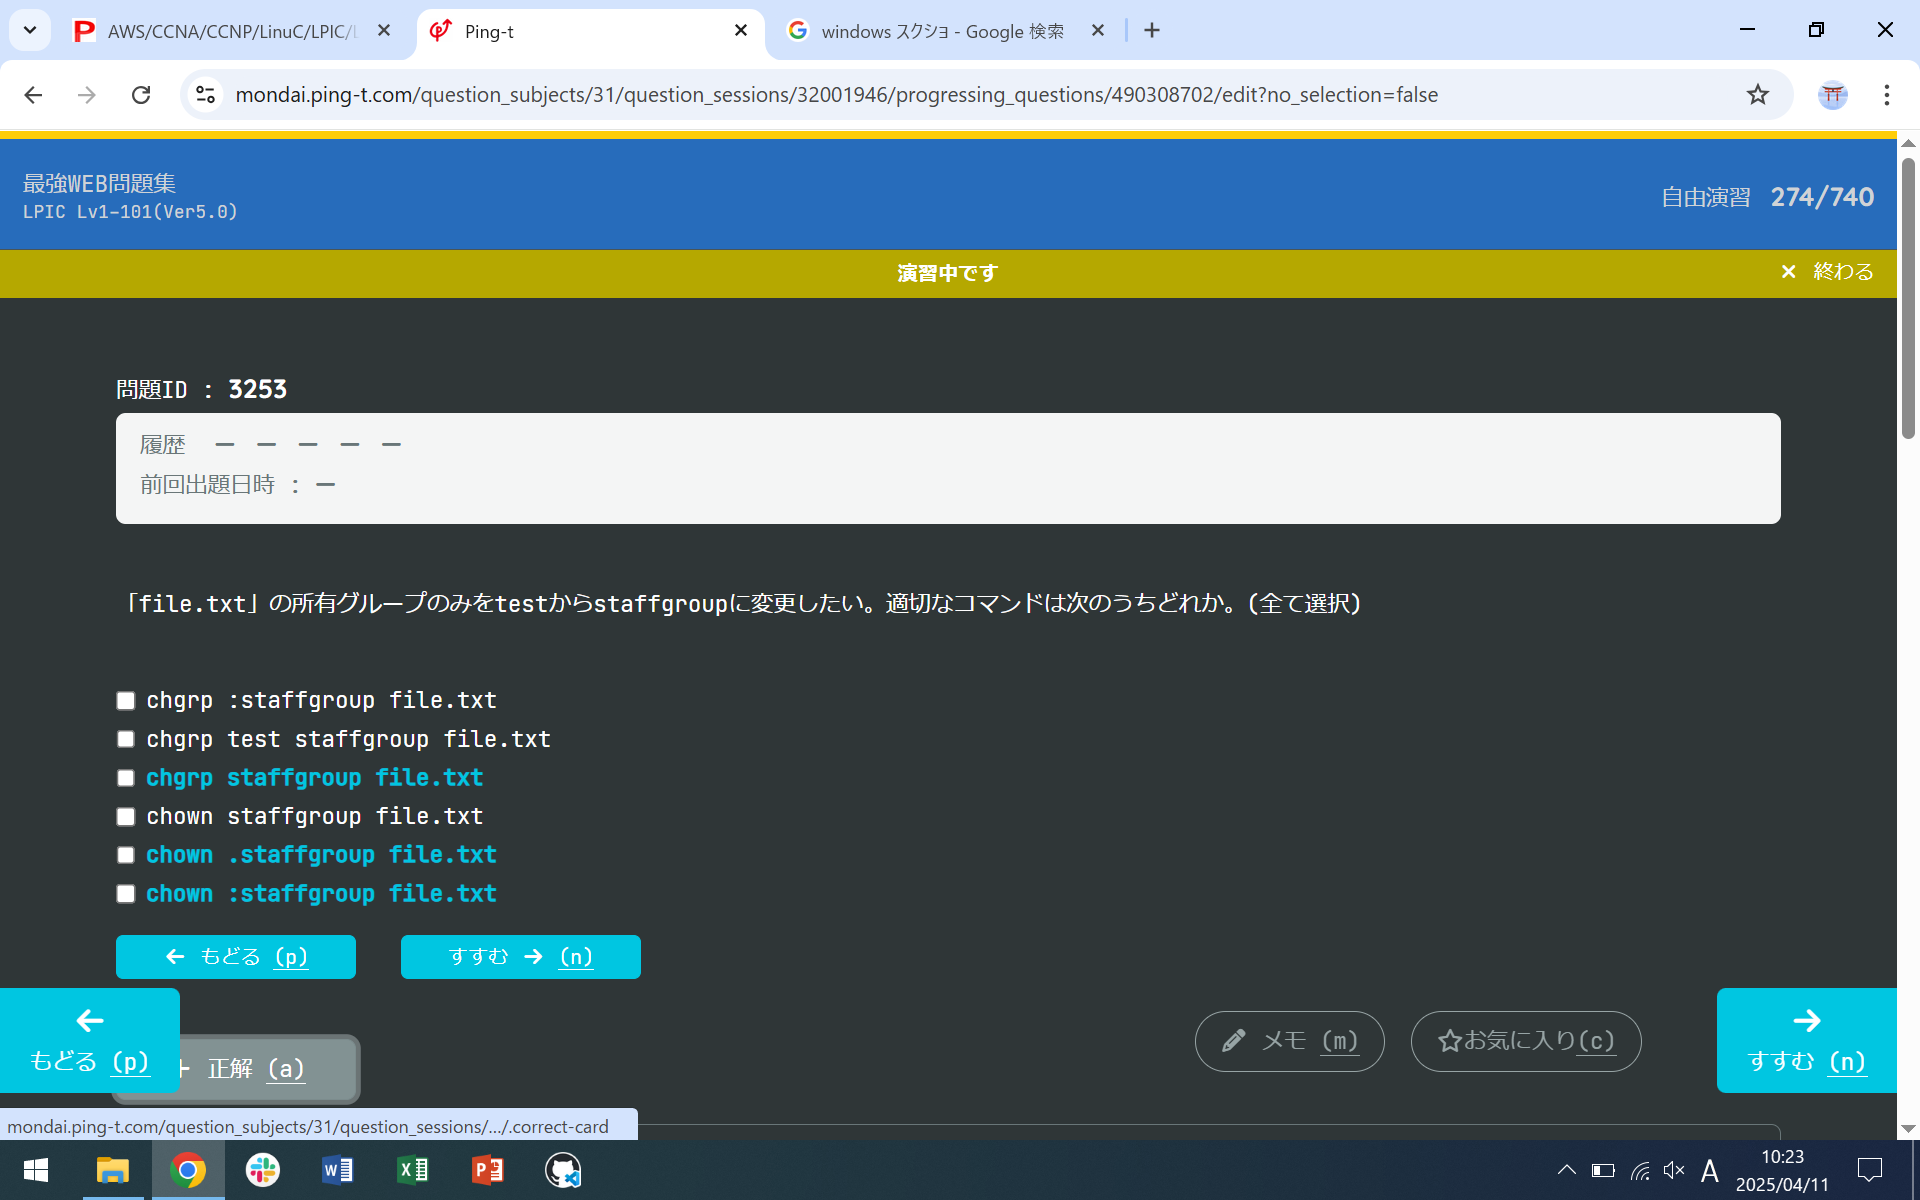 AWS/CCNA/CCNP/LinuC/LPIC/
Ping-t
windows スクショ - Google 検索
mondai.ping-t.com/question_subjects/31/question_sessions/32001946/progressing_questions/490308702/edit?no_selection=false
最強WEB問題集
LPIC Lv1-101(Ver5.0)
自由演習 274/740
演習中です
× 終わる
問題ID : 3253
履歴 － － － － －
前回出題日時 : －
「file.txt」の所有グループのみをtestからstaffgroupに変更したい。適切なコマンドは次のうちどれか。(全て選択)
chgrp :staffgroup file.txt
chgrp test staffgroup file.txt
chgrp staffgroup file.txt
chown staffgroup file.txt
chown .staffgroup file.txt
chown :staffgroup file.txt
← もどる (p)
すすむ → (n)
← もどる (p)
+ 正解 (a)
メモ (m)
☆お気に入り(c)
→ すすむ (n)
mondai.ping-t.com/question_subjects/31/question_sessions/.../.correct-card
A
10:23
2025/04/11